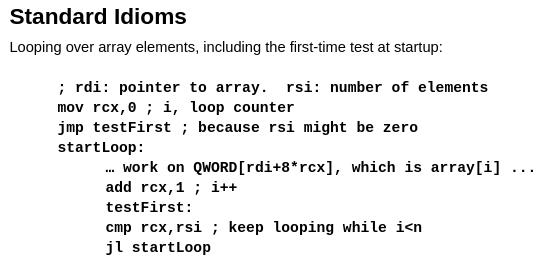 Standard Idioms
Looping over array elements, including the first-time test at startup:
; rdi: pointer to array.  rsi: number of elements
mov rcx,0 ; i, loop counter
jmp testFirst ; because rsi might be zero
startLoop:
… work on QWORD[rdi+8*rcx], which is array[i] ...
add rcx,1 ; i++
testFirst:
cmp rcx,rsi ; keep looping while i<n
jl startLoop